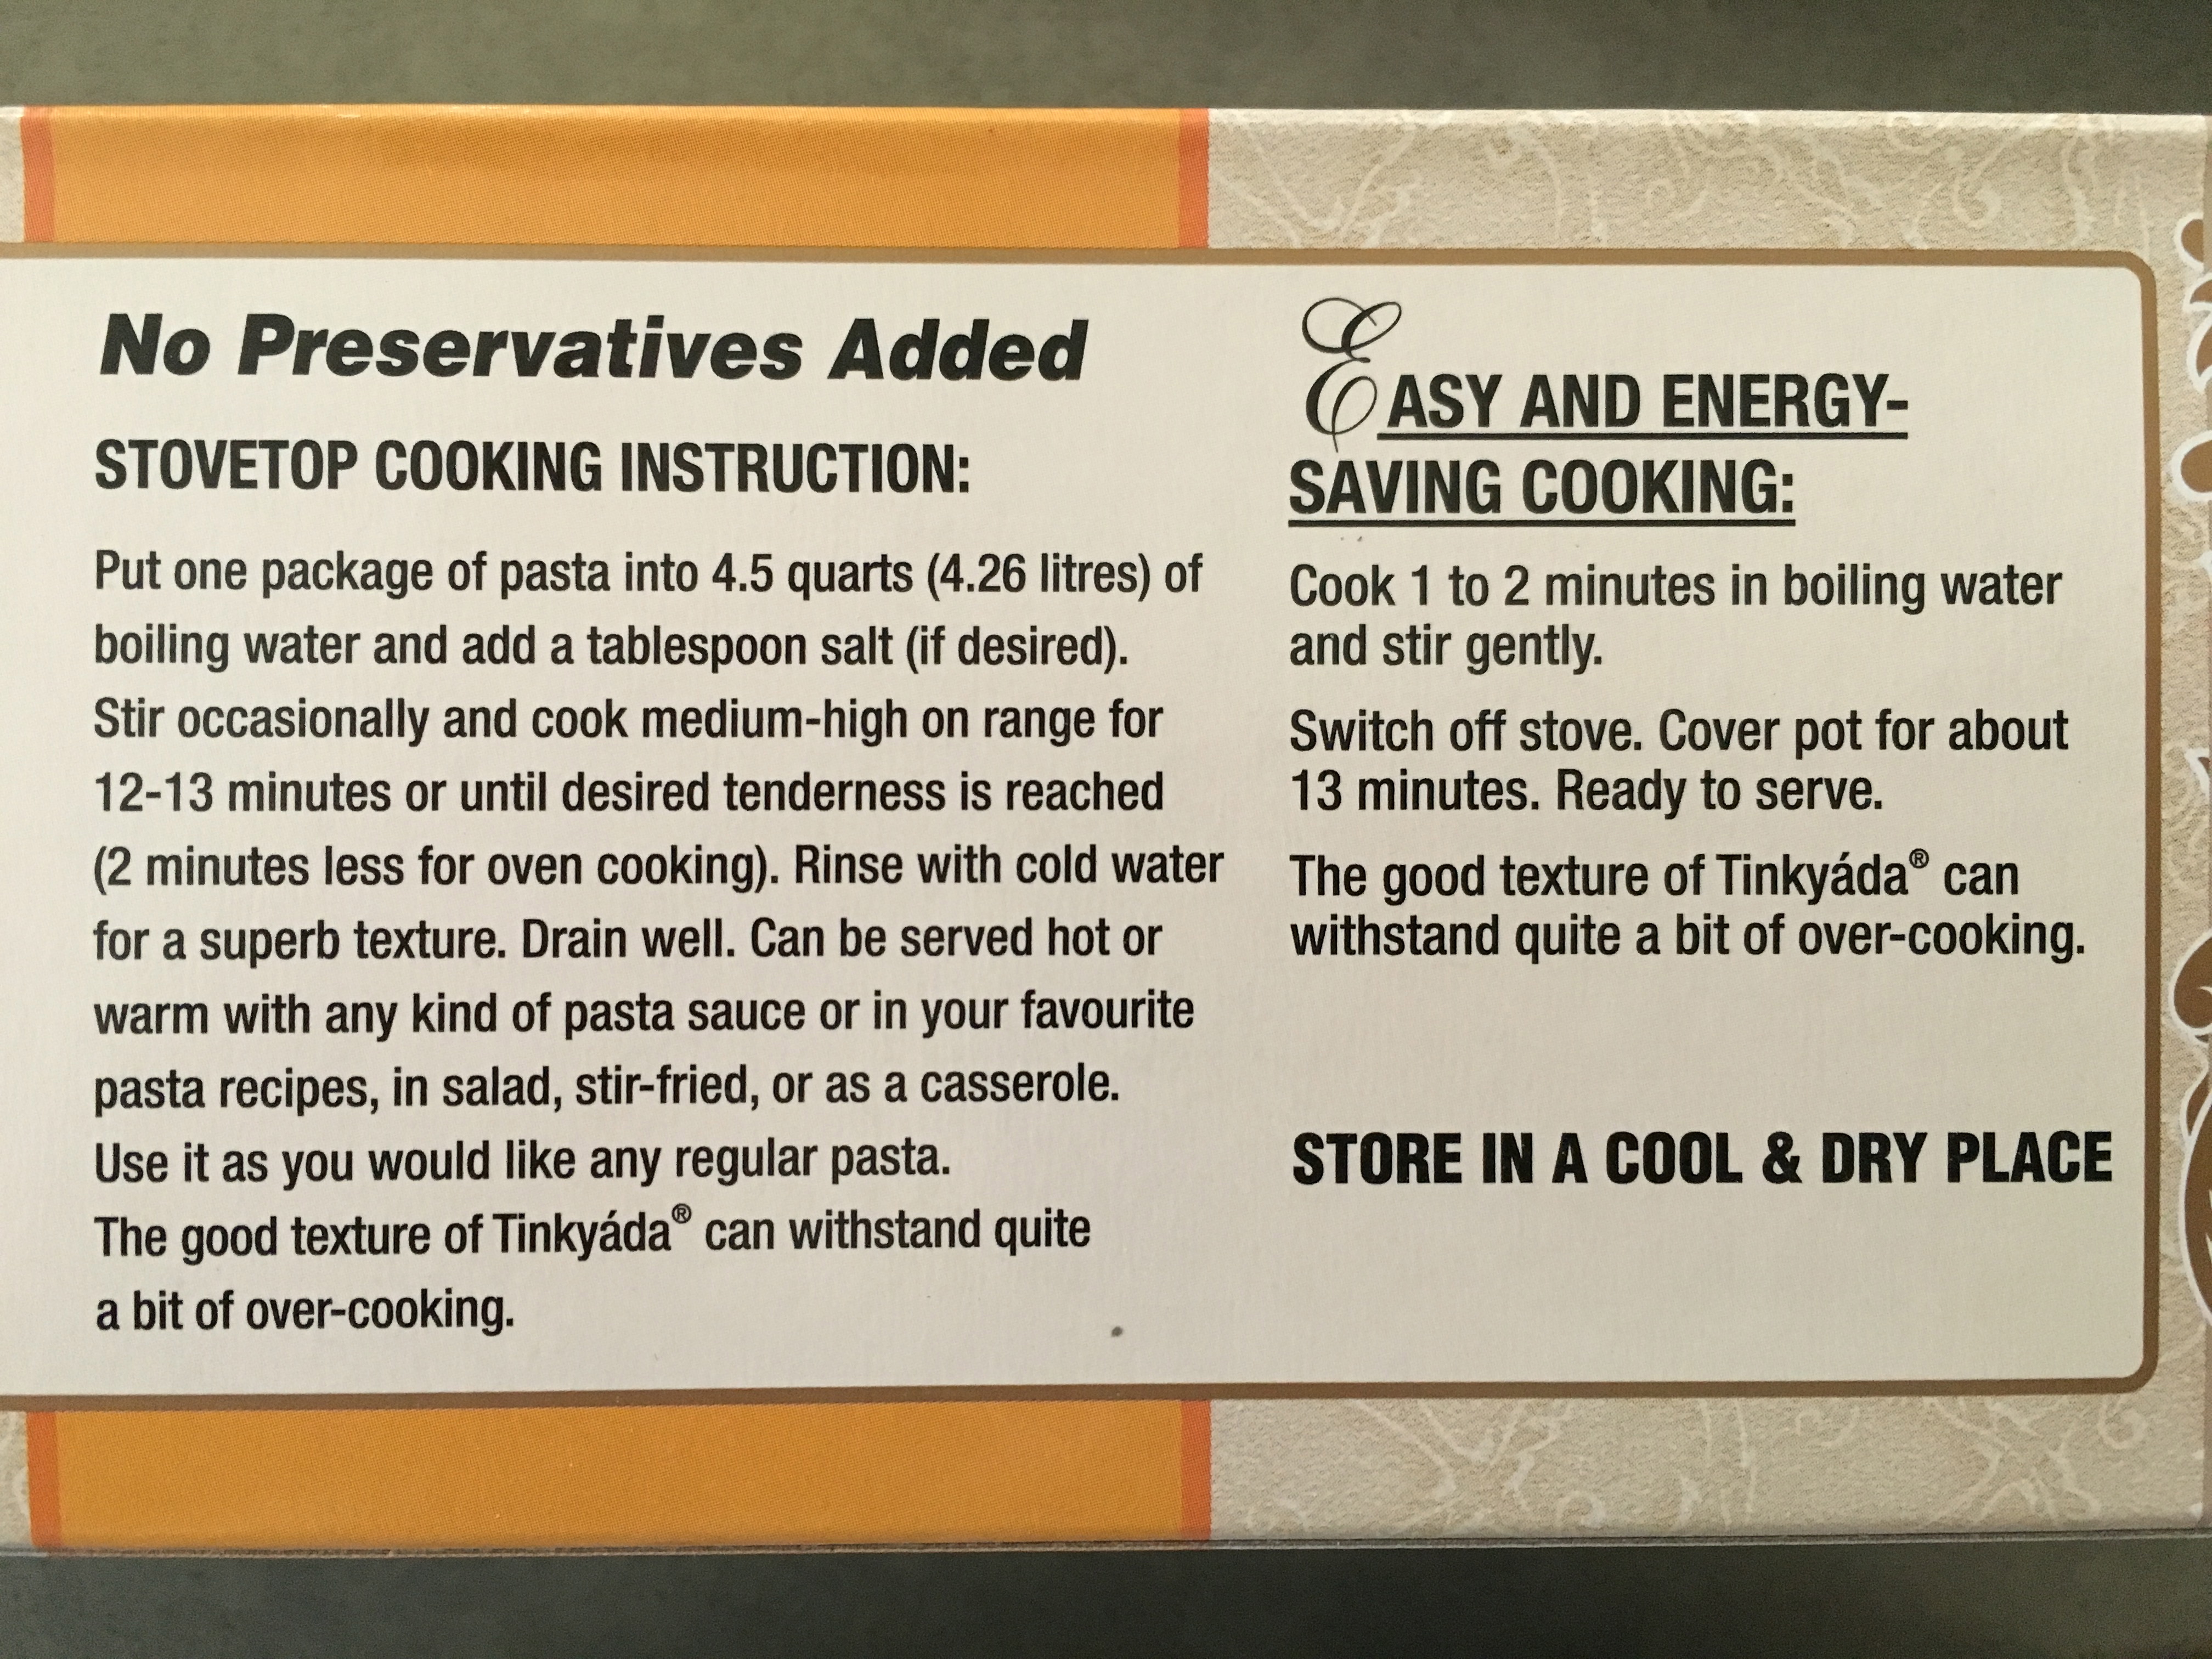 No Preservatives Added
STOVETOP COOKING INSTRUCTION:
Put one package of pasta into 4.5 quarts (4.26 litres) of
boiling water and add a tablespoon salt (if desired).
Stir occasionally and cook medium-high on range for
12-13 minutes or until desired tenderness is reached
(2 minutes less for oven cooking). Rinse with cold water
for a superb texture. Drain well. Can be served hot or
warm with any kind of pasta sauce or in your favourite
pasta recipes, in salad, stir-fried, or as a casserole.
Use it as you would like any regular pasta.
The good texture of Tinkyáda® can withstand quite
a bit of over-cooking.
EASY AND ENERGY-
SAVING COOKING:
Cook 1 to 2 minutes in boiling water
and stir gently.
Switch off stove. Cover pot for about
13 minutes. Ready to serve.
The good texture of Tinkyáda® can
withstand quite a bit of over-cooking.
STORE IN A COOL & DRY PLACE